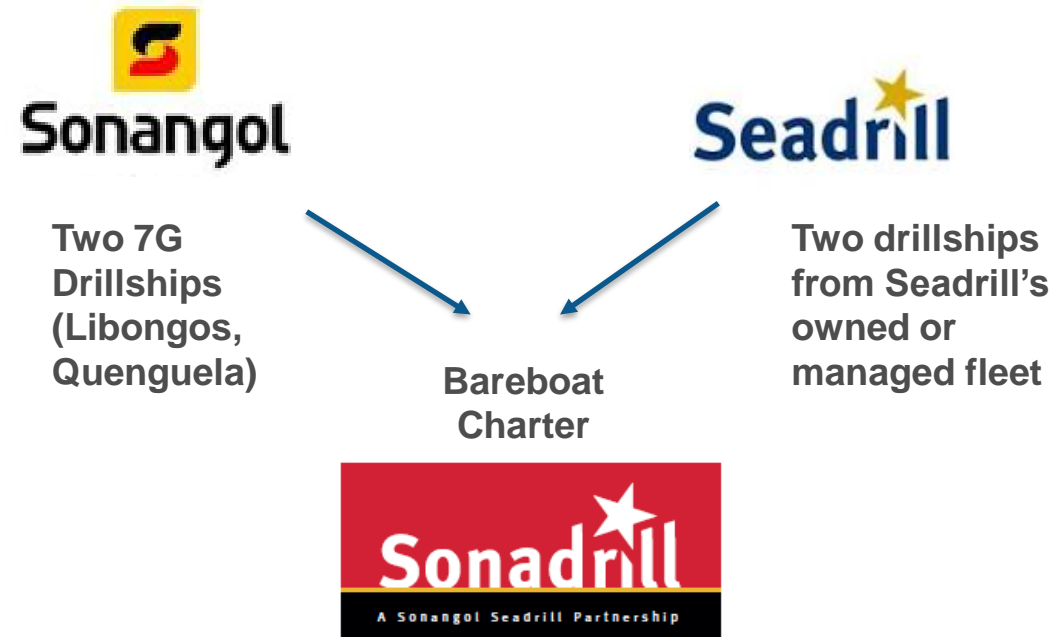 Sonangol
Seadrill
Two 7G
Drillships
(Libongos,
Quenguela)
Two drillships
from Seadrill’s
owned or
managed fleet
Bareboat
Charter
Sonadrill
A Sonangol Seadrill Partnership